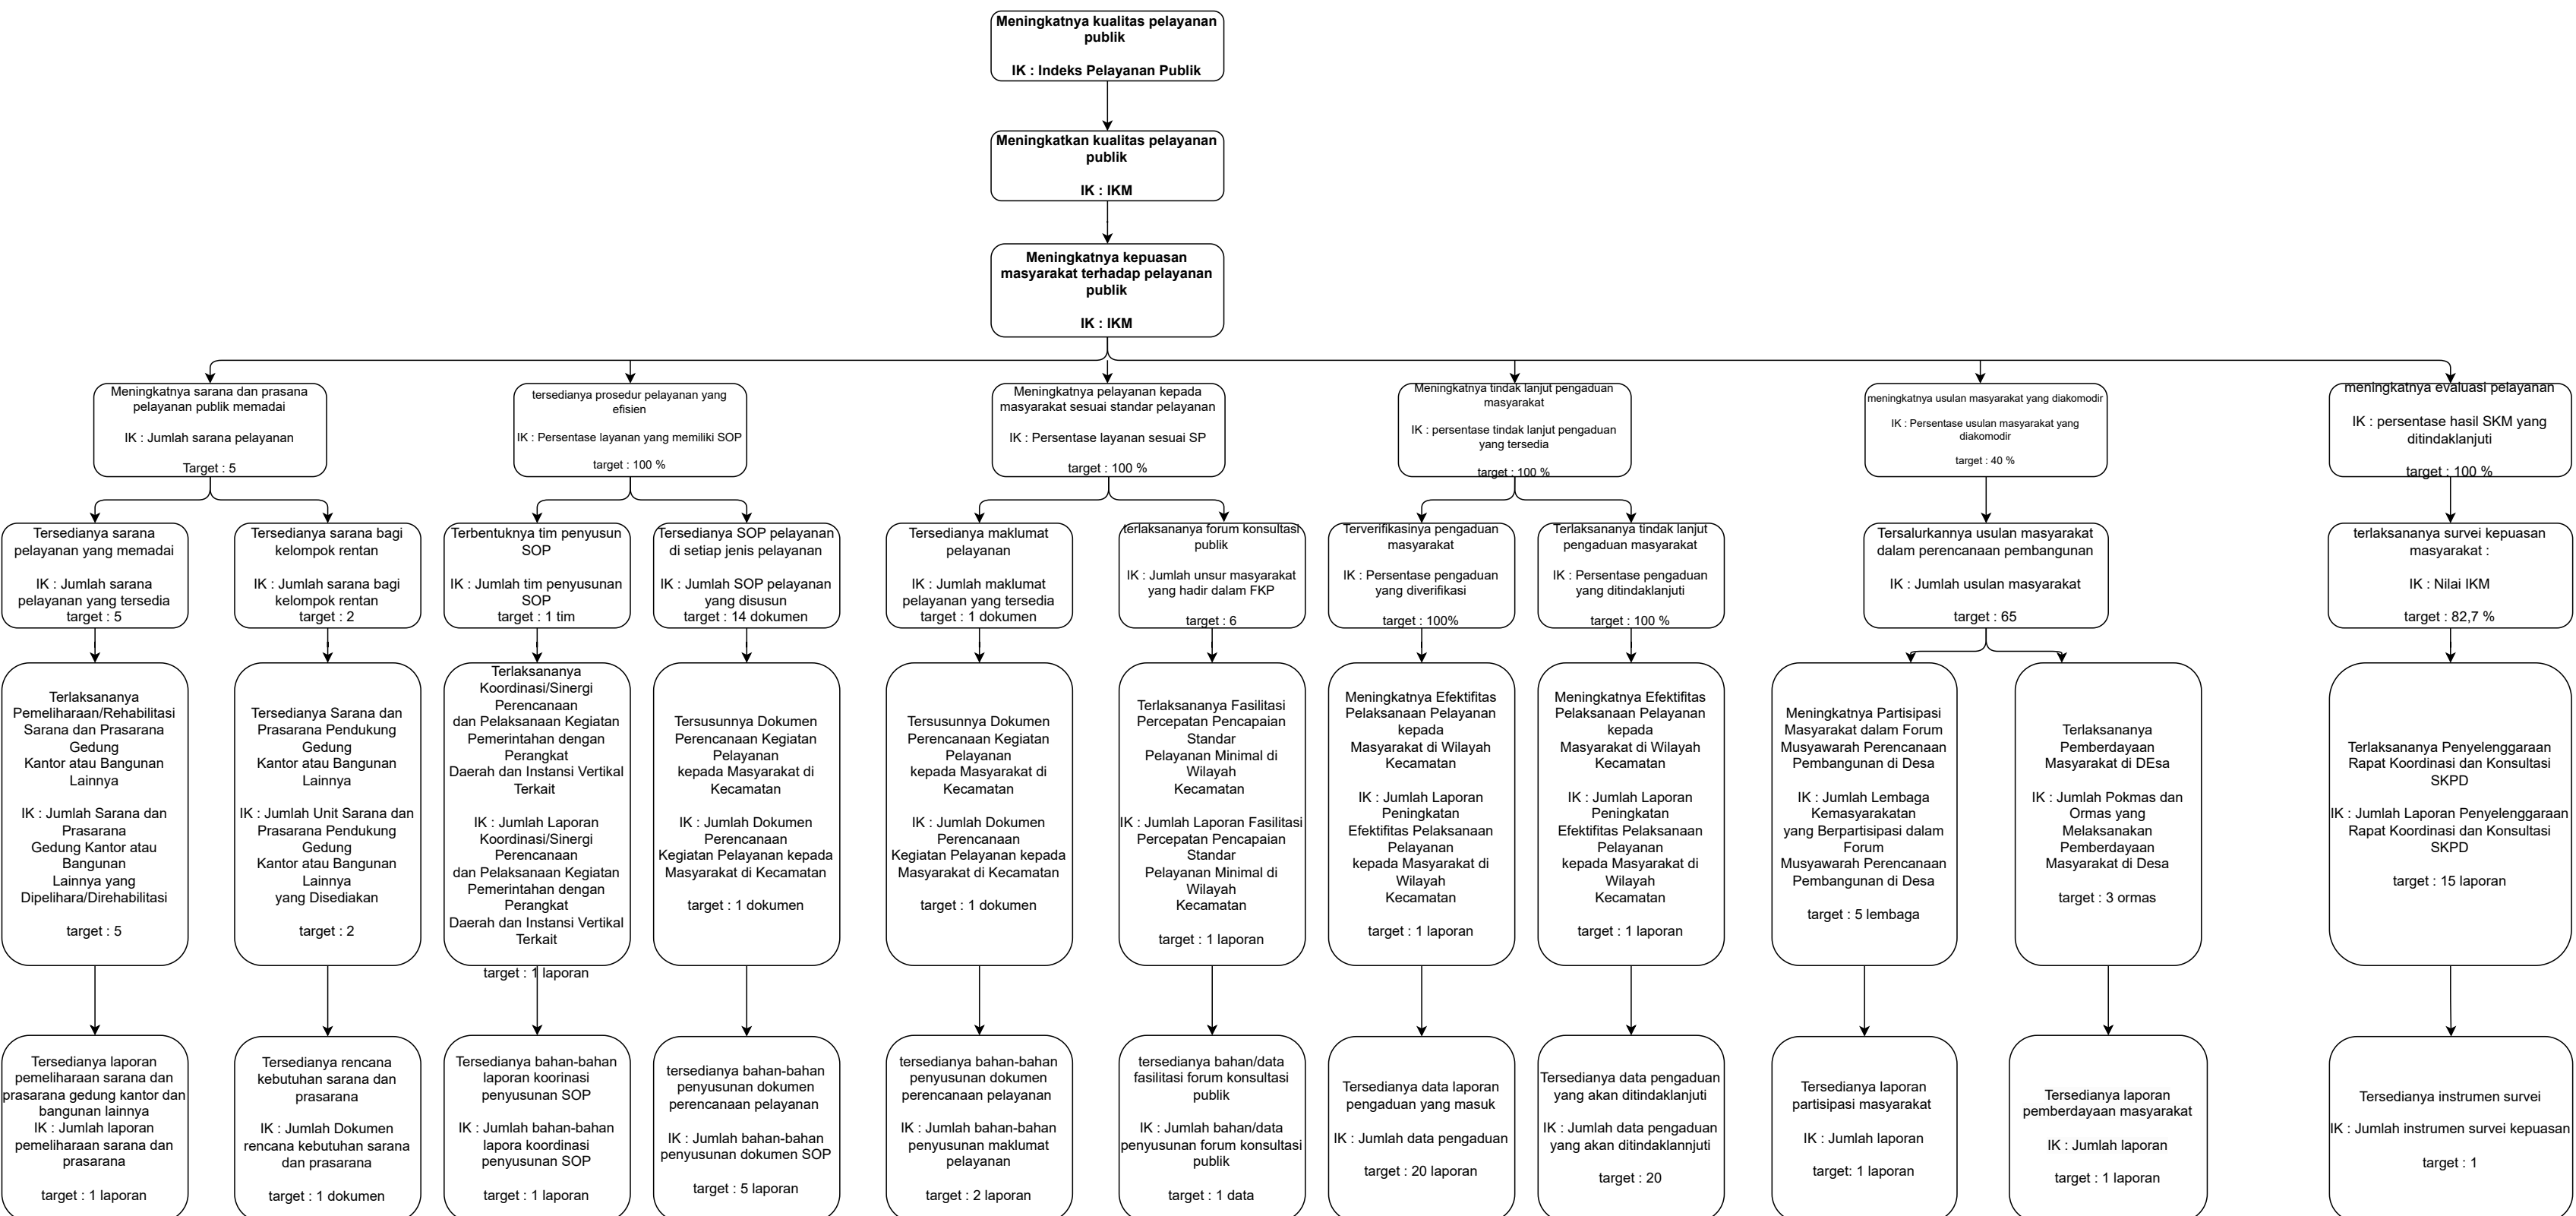 Meningkatnya kualitas pelayanan
publik
IK : Indeks Pelayanan Publik
Meningkatkan kualitas pelayanan
publik
IK : IKM
Meningkatnya kepuasan
masyarakat terhadap pelayanan
publik
IK : IKM
Meningkatnya sarana dan prasana
pelayanan publik memadai
IK : Jumlah sarana pelayanan
Target : 5
tersedianya prosedur pelayanan yang
efisien
IK : Persentase layanan yang memiliki SOP
target : 100 %
Meningkatnya pelayanan kepada
masyarakat sesuai standar pelayanan
IK : Persentase layanan sesuai SP
target : 100 %
Meningkatnya tindak lanjut pengaduan
masyarakat
IK : persentase tindak lanjut pengaduan
yang tersedia
target : 100 %
meningkatnya usulan masyarakat yang diakomodir
IK : Persentase usulan masyarakat yang
diakomodir
target : 40 %
meningkatnya evaluasi pelayanan
IK : persentase hasil SKM yang
ditindaklanjuti
target : 100 %
Tersedianya sarana
pelayanan yang memadai
IK : Jumlah sarana
pelayanan yang tersedia
target : 5
Tersedianya sarana bagi
kelompok rentan
IK : Jumlah sarana bagi
kelompok rentan
target : 2
Terbentuknya tim penyusun
SOP
IK : Jumlah tim penyusunan
SOP
target : 1 tim
Tersedianya SOP pelayanan
di setiap jenis pelayanan
IK : Jumlah SOP pelayanan
yang disusun
target : 14 dokumen
Tersedianya maklumat
pelayanan
IK : Jumlah maklumat
pelayanan yang tersedia
target : 1 dokumen
terlaksananya forum konsultasi
publik
IK : Jumlah unsur masyarakat
yang hadir dalam FKP
target : 6
Terverifikasinya pengaduan
masyarakat
IK : Persentase pengaduan
yang diverifikasi
target : 100%
Terlaksananya tindak lanjut
pengaduan masyarakat
IK : Persentase pengaduan
yang ditindaklanjuti
target : 100 %
Tersalurkannya usulan masyarakat
dalam perencanaan pembangunan
IK : Jumlah usulan masyarakat
target : 65
terlaksananya survei kepuasan
masyarakat :
IK : Nilai IKM
target : 82,7 %
Terlaksananya
Pemeliharaan/Rehabilitasi
Sarana dan Prasarana
Gedung
Kantor atau Bangunan
Lainnya
IK : Jumlah Sarana dan
Prasarana
Gedung Kantor atau
Bangunan
Lainnya yang
Dipelihara/Direhabilitasi
target : 5
Tersedianya Sarana dan
Prasarana Pendukung
Gedung
Kantor atau Bangunan
Lainnya
IK : Jumlah Unit Sarana dan
Prasarana Pendukung
Gedung
Kantor atau Bangunan
Lainnya
yang Disediakan
target : 2
Terlaksananya
Koordinasi/Sinergi
Perencanaan
dan Pelaksanaan Kegiatan
Pemerintahan dengan
Perangkat
Daerah dan Instansi Vertikal
Terkait
IK : Jumlah Laporan
Koordinasi/Sinergi
Perencanaan
dan Pelaksanaan Kegiatan
Pemerintahan dengan
Perangkat
Daerah dan Instansi Vertikal
Terkait
target : 1 laporan
Tersusunnya Dokumen
Perencanaan Kegiatan
Pelayanan
kepada Masyarakat di
Kecamatan
IK : Jumlah Dokumen
Perencanaan
Kegiatan Pelayanan kepada
Masyarakat di Kecamatan
target : 1 dokumen
Tersusunnya Dokumen
Perencanaan Kegiatan
Pelayanan
kepada Masyarakat di
Kecamatan
IK : Jumlah Dokumen
Perencanaan
Kegiatan Pelayanan kepada
Masyarakat di Kecamatan
target : 1 dokumen
Terlaksananya Fasilitasi
Percepatan Pencapaian
Standar
Pelayanan Minimal di
Wilayah
Kecamatan
IK : Jumlah Laporan Fasilitasi
Percepatan Pencapaian
Standar
Pelayanan Minimal di
Wilayah
Kecamatan
target : 1 laporan
Meningkatnya Efektifitas
Pelaksanaan Pelayanan
kepada
Masyarakat di Wilayah
Kecamatan
IK : Jumlah Laporan
Peningkatan
Efektifitas Pelaksanaan
Pelayanan
kepada Masyarakat di
Wilayah
Kecamatan
target : 1 laporan
Meningkatnya Efektifitas
Pelaksanaan Pelayanan
kepada
Masyarakat di Wilayah
Kecamatan
IK : Jumlah Laporan
Peningkatan
Efektifitas Pelaksanaan
Pelayanan
kepada Masyarakat di
Wilayah
Kecamatan
target : 1 laporan
Meningkatnya Partisipasi
Masyarakat dalam Forum
Musyawarah Perencanaan
Pembangunan di Desa
IK : Jumlah Lembaga
Kemasyarakatan
yang Berpartisipasi dalam
Forum
Musyawarah Perencanaan
Pembangunan di Desa
target : 5 lembaga
Terlaksananya
Pemberdayaan
Masyarakat di DEsa
IK : Jumlah Pokmas dan
Ormas yang
Melaksanakan
Pemberdayaan
Masyarakat di Desa
target : 3 ormas
Terlaksananya Penyelenggaraan
Rapat Koordinasi dan Konsultasi
SKPD
IK : Jumlah Laporan Penyelenggaraan
Rapat Koordinasi dan Konsultasi
SKPD
target : 15 laporan
Tersedianya laporan
pemeliharaan sarana dan
prasarana gedung kantor dan
bangunan lainnya
IK : Jumlah laporan
pemeliharaan sarana dan
prasarana
target : 1 laporan
Tersedianya rencana
kebutuhan sarana dan
prasarana
IK : Jumlah Dokumen
rencana kebutuhan sarana
dan prasarana
target : 1 dokumen
Tersedianya bahan-bahan
laporan koorinasi
penyusunan SOP
IK : Jumlah bahan-bahan
lapora koordinasi
penyusunan SOP
target : 1 laporan
tersedianya bahan-bahan
penyusunan dokumen
perencanaan pelayanan
IK : Jumlah bahan-bahan
penyusunan dokumen SOP
target : 5 laporan
tersedianya bahan-bahan
penyusunan dokumen
perencanaan pelayanan
IK : Jumlah bahan-bahan
penyusunan maklumat
pelayanan
target : 2 laporan
tersedianya bahan/data
fasilitasi forum konsultasi
publik
IK : Jumlah bahan/data
penyusunan forum konsultasi
publik
target : 1 data
Tersedianya data laporan
pengaduan yang masuk
IK : Jumlah data pengaduan
target : 20 laporan
Tersedianya data pengaduan
yang akan ditindaklanjuti
IK : Jumlah data pengaduan
yang akan ditindaklannjuti
target : 20
Tersedianya laporan
partisipasi masyarakat
IK : Jumlah laporan
target: 1 laporan
Tersedianya laporan
pemberdayaan masyarakat
IK : Jumlah laporan
target : 1 laporan
Tersedianya instrumen survei
IK : Jumlah instrumen survei kepuasan
target : 1